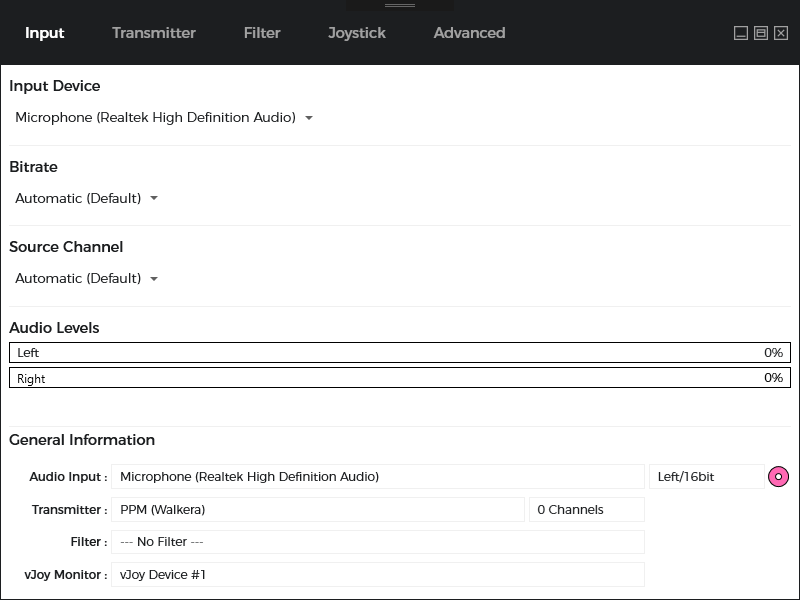 Input Transmitter Filter Joystick Advanced
Input Device
Microphone (Realtek High Definition Audio)
Bitrate
Automatic (Default)
Source Channel
Automatic (Default)
Audio Levels
Left 0%
Right 0%
General Information
Audio Input : Microphone (Realtek High Definition Audio) Left/16bit
Transmitter : PPM (Walkera) 0 Channels
Filter : --- No Filter ---
vJoy Monitor : vJoy Device #1